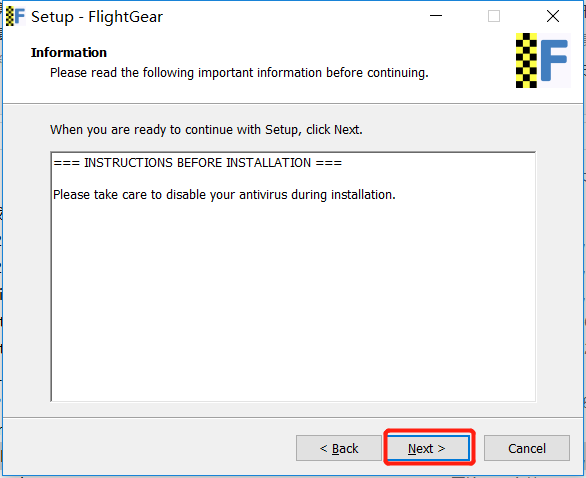 Setup - FlightGear
Information
Please read the following important information before continuing.
F
When you are ready to continue with Setup, click Next.
=== INSTRUCTIONS BEFORE INSTALLATION ===
Please take care to disable your antivirus during installation.
< Back
Next >
Cancel